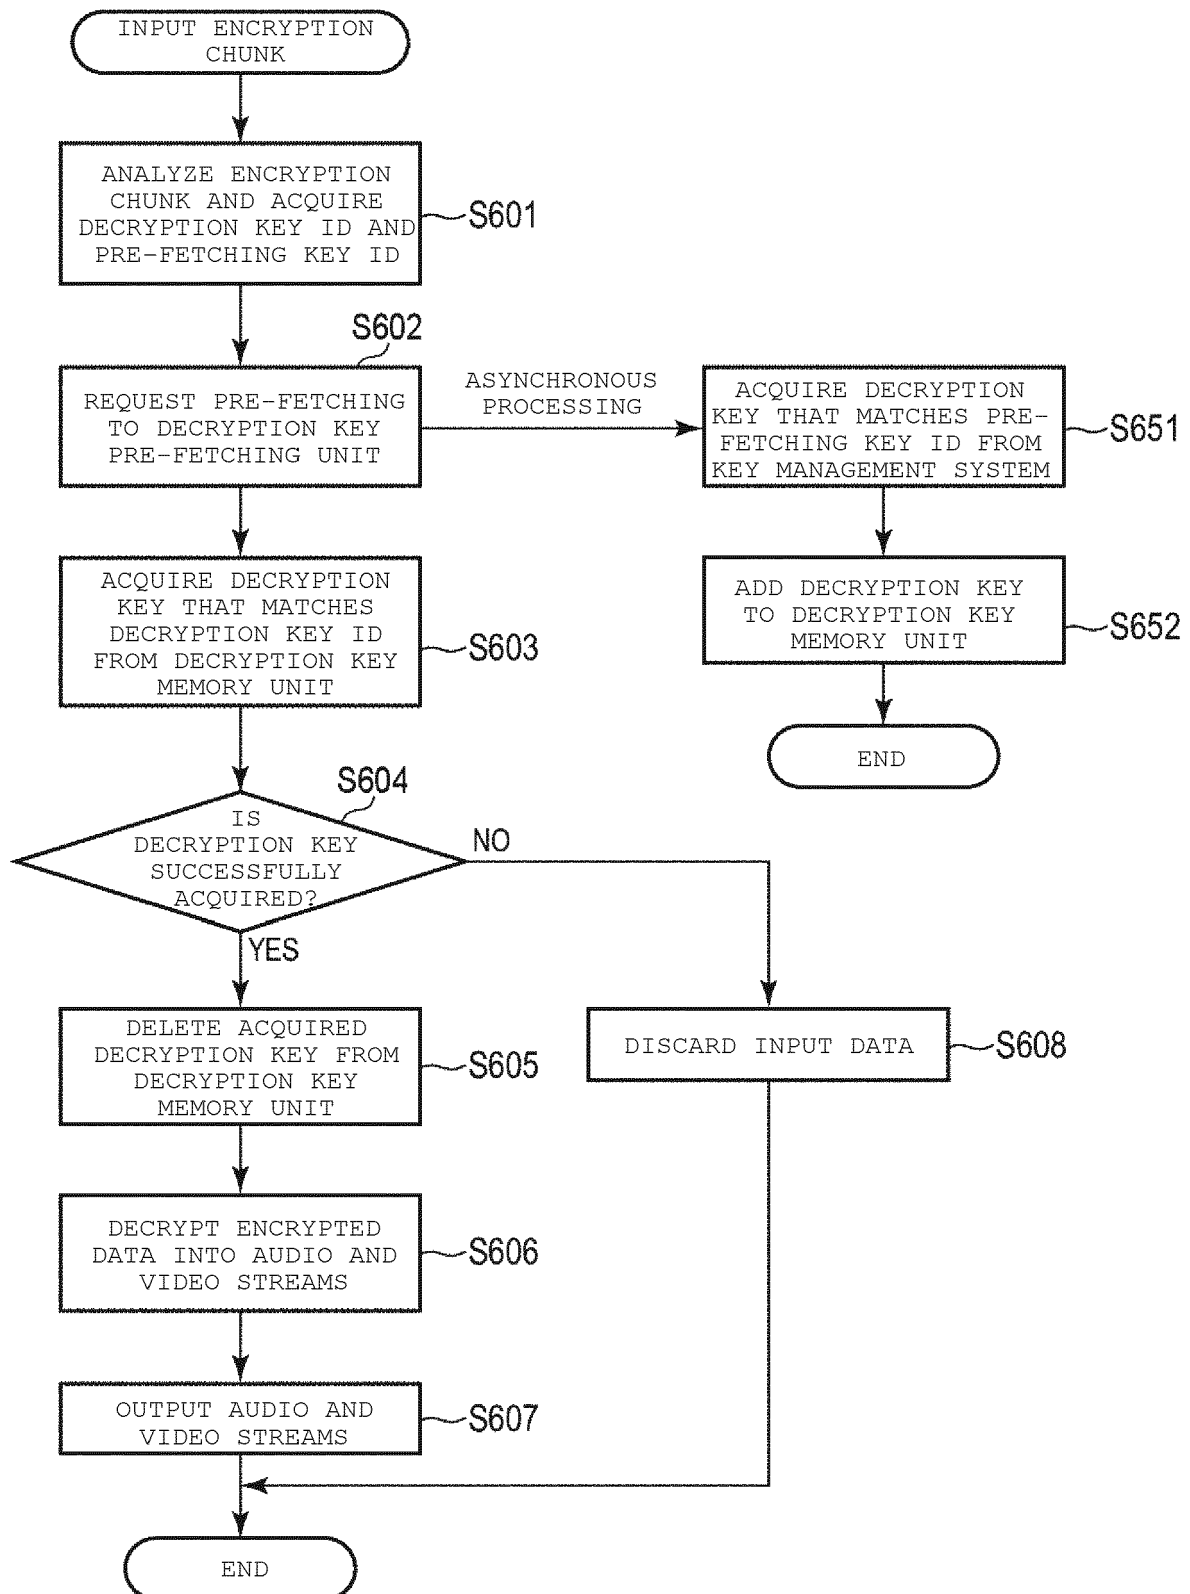 INPUT ENCRYPTION
CHUNK
ANALYZE ENCRYPTION
CHUNK AND ACQUIRE
DECRYPTION KEY ID AND
PRE-FETCHING KEY ID
S601
S602
REQUEST PRE-FETCHING
TO DECRYPTION KEY
PRE-FETCHING UNIT
ASYNCHRONOUS
PROCESSING
ACQUIRE DECRYPTION
KEY THAT MATCHES PRE-
FETCHING KEY ID FROM
KEY MANAGEMENT SYSTEM
S651
ACQUIRE DECRYPTION
KEY THAT MATCHES
DECRYPTION KEY ID
FROM DECRYPTION KEY
MEMORY UNIT
S603
ADD DECRYPTION KEY
TO DECRYPTION KEY
MEMORY UNIT
S652
END
S604
IS
DECRYPTION KEY
SUCCESSFULLY
ACQUIRED?
NO
YES
DELETE ACQUIRED
DECRYPTION KEY FROM
DECRYPTION KEY
MEMORY UNIT
S605
DISCARD INPUT DATA
S608
DECRYPT ENCRYPTED
DATA INTO AUDIO AND
VIDEO STREAMS
S606
OUTPUT AUDIO AND
VIDEO STREAMS
S607
END